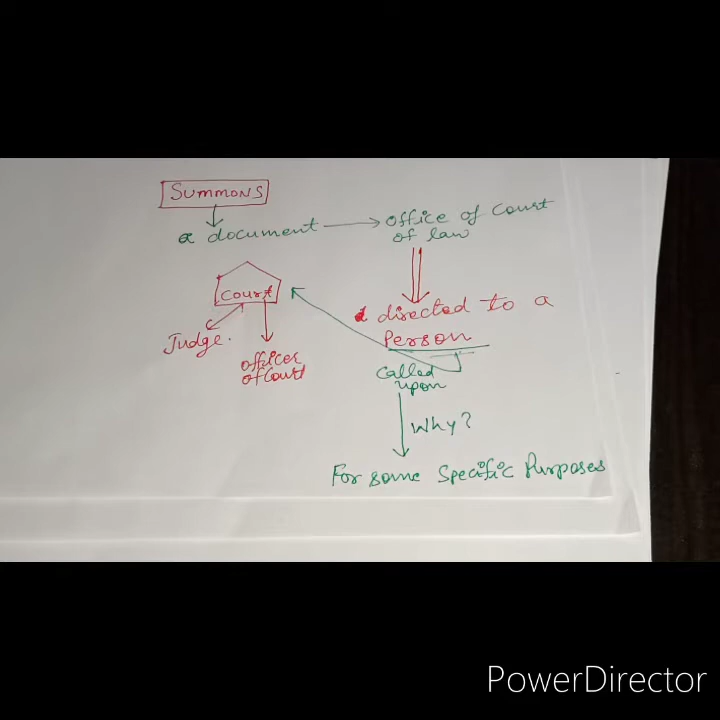 SUMMONS
a document → office of court
of law
Court
directed to a
Person
Judge.
officer
of court
called
upon
Why?
For some Specific Purposes
PowerDirector